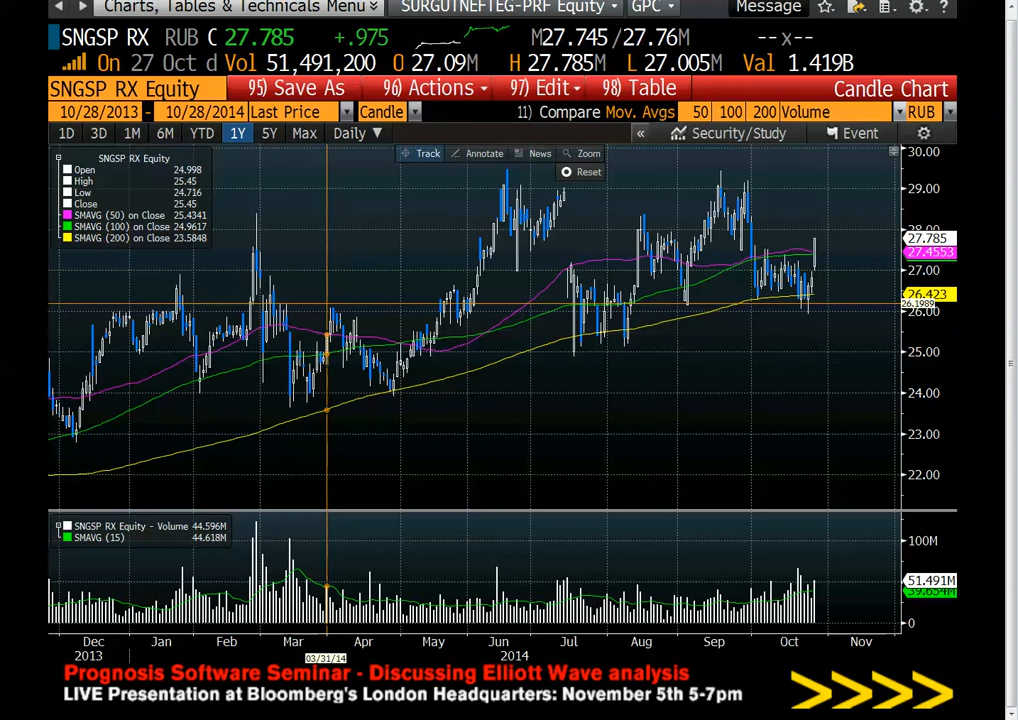 Charts, Tables & Technicals Menu SURGUTNEFTEG-PRF Equity GPC Message ?
SNGSP RX RUB C 27.785 +.975 M27.745/27.76M --x--
On 27 Oct d Vol 51,491,200 O 27.09M H 27.785M L 27.005M Val 1.419B
SNGSP RX Equity 95) Save As 96) Actions 97) Edit 98) Table Candle Chart
10/28/2013 - 10/28/2014 Last Price Candle 11) Compare Mov. Avgs 50 100 200 Volume RUB
1D 3D 1M 6M YTD 1Y 5Y Max Daily ▼ « Security/Study Event
Track Annotate News Zoom
Reset
SNGSP RX Equity
Open 24.998
High 25.45
Low 24.716
Close 25.45
SMAVG (50) on Close 25.4341
SMAVG (100) on Close 24.9617
SMAVG (200) on Close 23.5848
30.00
29.00
28.00
27.785
27.4553
27.00
26.423
26.1989
26.00
25.00
24.00
23.00
22.00
SNGSP RX Equity - Volume 44.596M
SMAVG (15) 44.618M
100M
51.491M
39.654M
0
Dec Jan Feb Mar Apr May Jun Jul Aug Sep Oct Nov
2013 03/31/14 2014
Prognosis Software Seminar - Discussing Elliott Wave analysis
LIVE Presentation at Bloomberg's London Headquarters: November 5th 5-7pm
>>>>